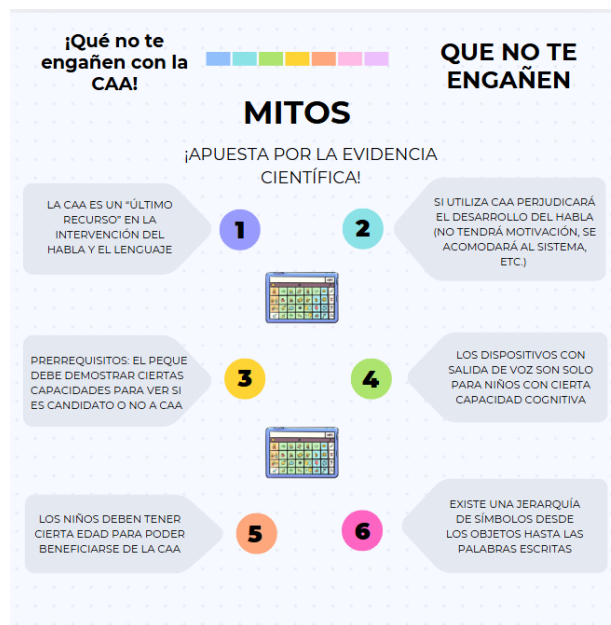 ¡Qué no te
engañen con la
CAA!
QUE NO TE
ENGAÑEN
MITOS
¡APUESTA POR LA EVIDENCIA
CIENTÍFICA!
LA CAA ES UN “ÚLTIMO
RECURSO” EN LA
INTERVENCIÓN DEL
HABLA Y EL LENGUAJE
1
2
SI UTILIZA CAA PERJUDICARÁ
EL DESARROLLO DEL HABLA
(NO TENDRÁ MOTIVACIÓN, SE
ACOMODARÁ AL SISTEMA,
ETC.)
PRERREQUISITOS: EL PEQUE
DEBE DEMOSTRAR CIERTAS
CAPACIDADES PARA VER SI
ES CANDIDATO O NO A CAA
3
4
LOS DISPOSITIVOS CON
SALIDA DE VOZ SON SOLO
PARA NIÑOS CON CIERTA
CAPACIDAD COGNITIVA
LOS NIÑOS DEBEN TENER
CIERTA EDAD PARA PODER
BENEFICIARSE DE LA CAA
5
6
EXISTE UNA JERARQUÍA
DE SÍMBOLOS DESDE
LOS OBJETOS HASTA LAS
PALABRAS ESCRITAS